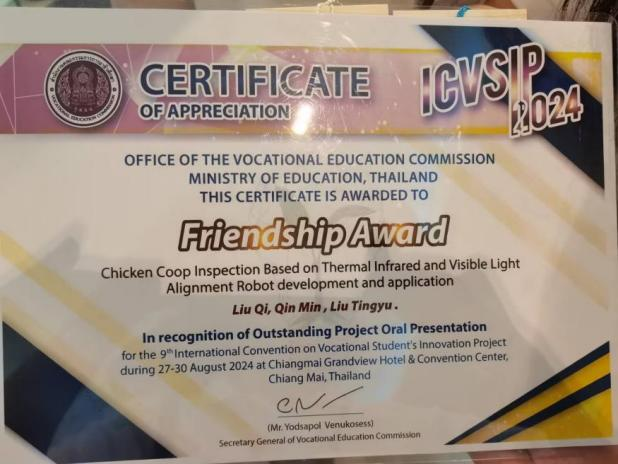 CERTIFICATE
OF APPRECIATION
ICVSIP
2024
VOCATIONAL EDUCATION COMMISSION
OFFICE OF THE VOCATIONAL EDUCATION COMMISSION
MINISTRY OF EDUCATION, THAILAND
THIS CERTIFICATE IS AWARDED TO
Friendship Award
Chicken Coop Inspection Based on Thermal Infrared and Visible Light
Alignment Robot development and application
Liu Qi, Qin Min , Liu Tingyu .
In recognition of Outstanding Project Oral Presentation
for the 9th International Convention on Vocational Student's Innovation Project
during 27-30 August 2024 at Chiangmai Grandview Hotel & Convention Center,
Chiang Mai, Thailand
(Mr. Yodsapol Venukosess)
Secretary General of Vocational Education Commission